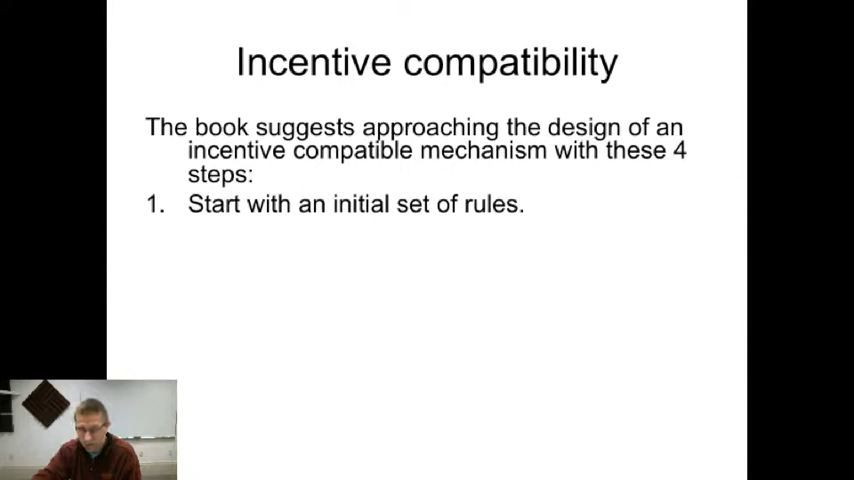 Incentive compatibility
The book suggests approaching the design of an
incentive compatible mechanism with these 4
steps:
1. Start with an initial set of rules.